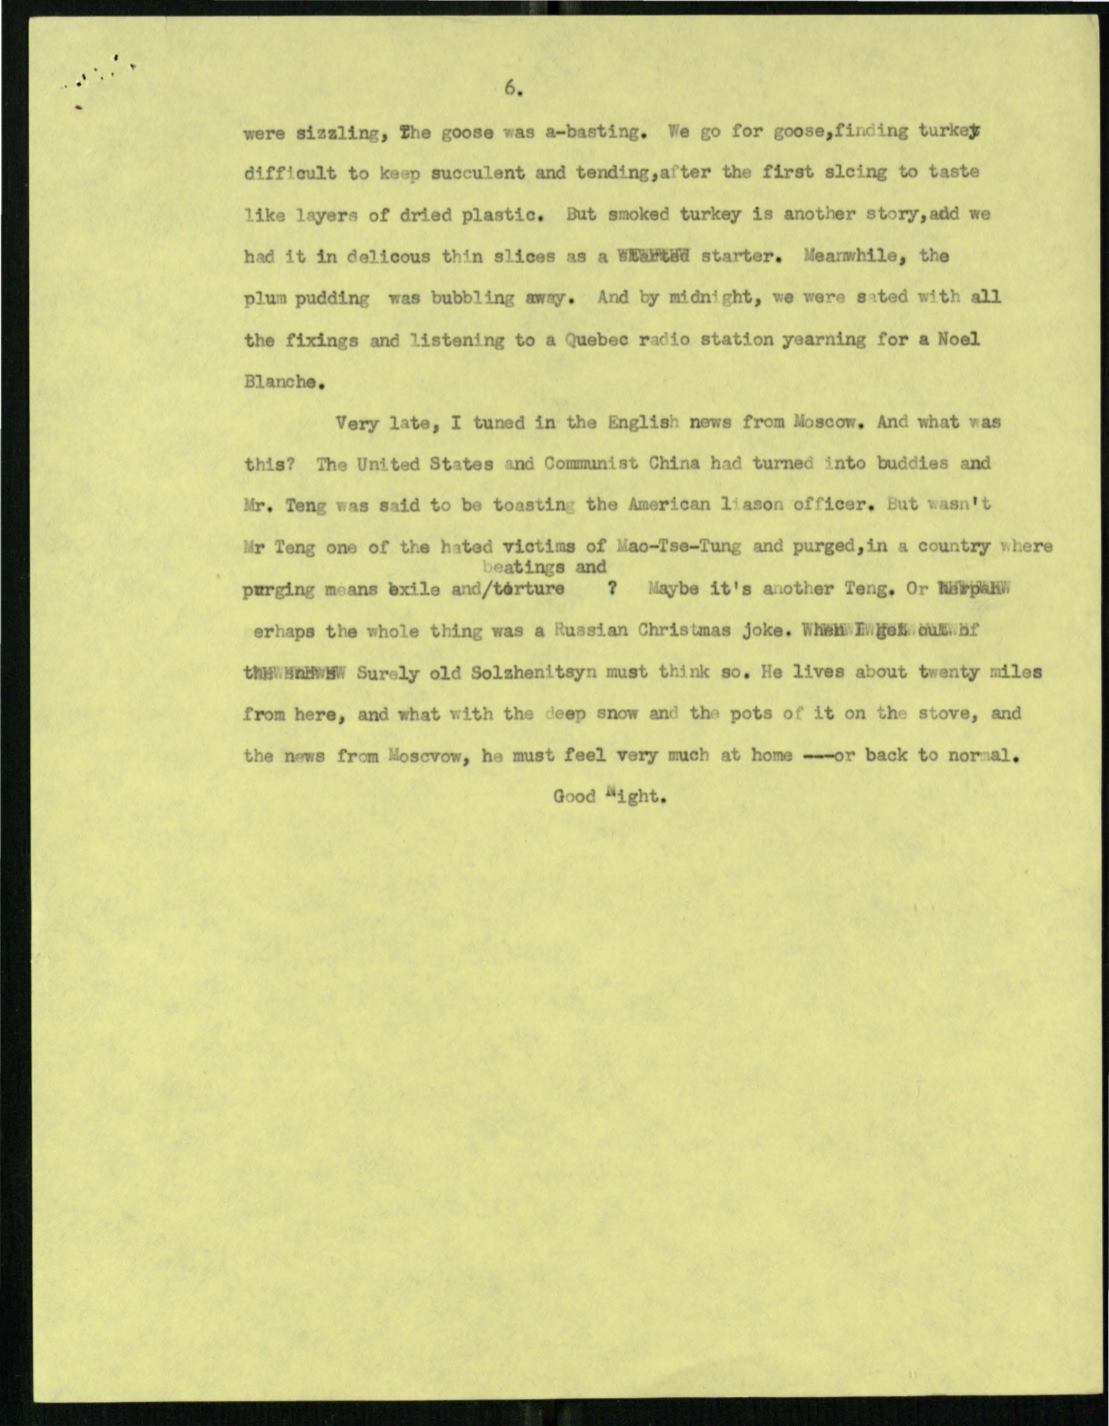 6.
were sizzling, The goose was a-basting. We go for goose,finding turkey
difficult to keep succulent and tending,after the first slcing to taste
like layers of dried plastic. But smoked turkey is another story,add we
had it in delicous thin slices as a starter. Meanwhile, the
plum pudding was bubbling away. And by midnight, we were sated with all
the fixings and listening to a Quebec radio station yearning for a Noel
Blanche.
Very late, I tuned in the English news from Moscow. And what was
this? The United States and Communist China had turned into buddies and
Mr. Teng was said to be toasting the American liason officer. But wasn't
Mr Teng one of the hated victims of Mao-Tse-Tung and purged,in a country where
beatings and
purging means exile and/torture ? Maybe it's another Teng. Or
erhaps the whole thing was a Russian Christmas joke. When I get out of
Surely old Solzhenitsyn must think so. He lives about twenty miles
from here, and what with the deep snow and the pots of it on the stove, and
the news from Moscvow, he must feel very much at home ---or back to normal.
Good Night.